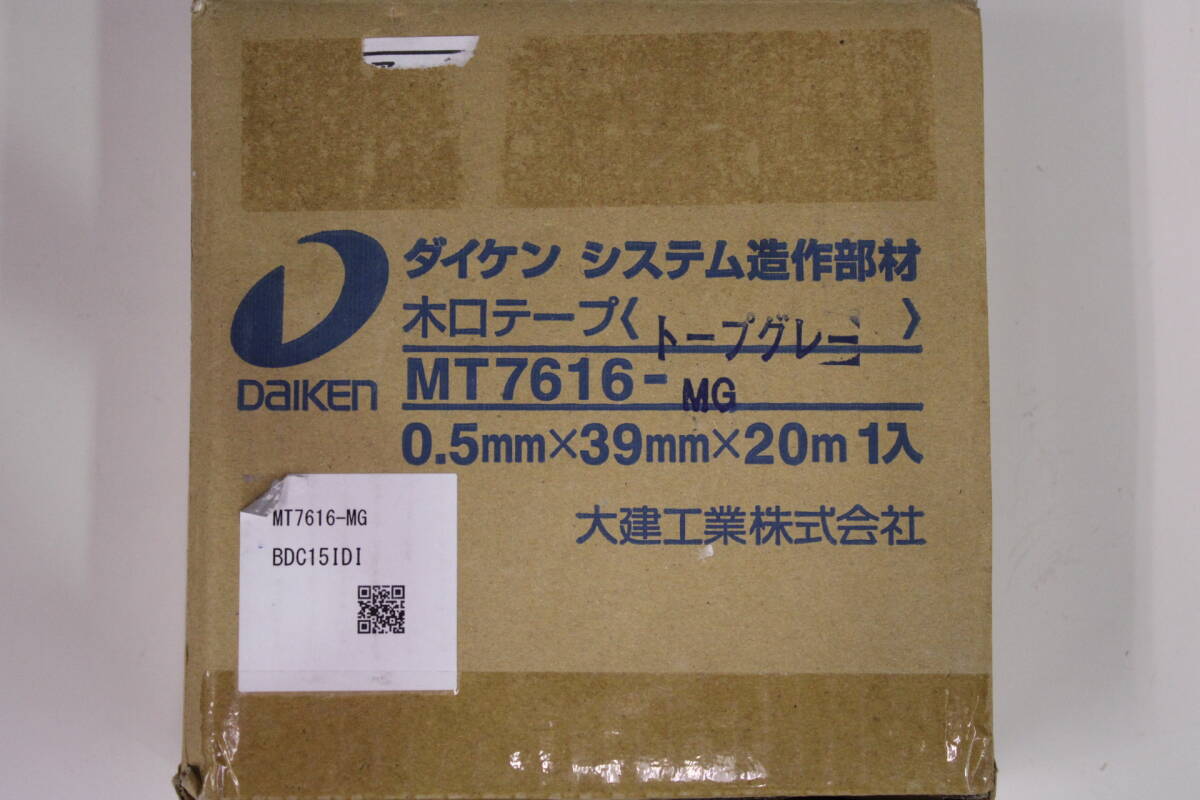 ダイケン システム造作部材
木口テープ〈トープグレー〉
MT7616-MG
0.5mm×39mm×20m 1入
DAIKEN
大建工業株式会社
MT7616-MG
BDC15IDI